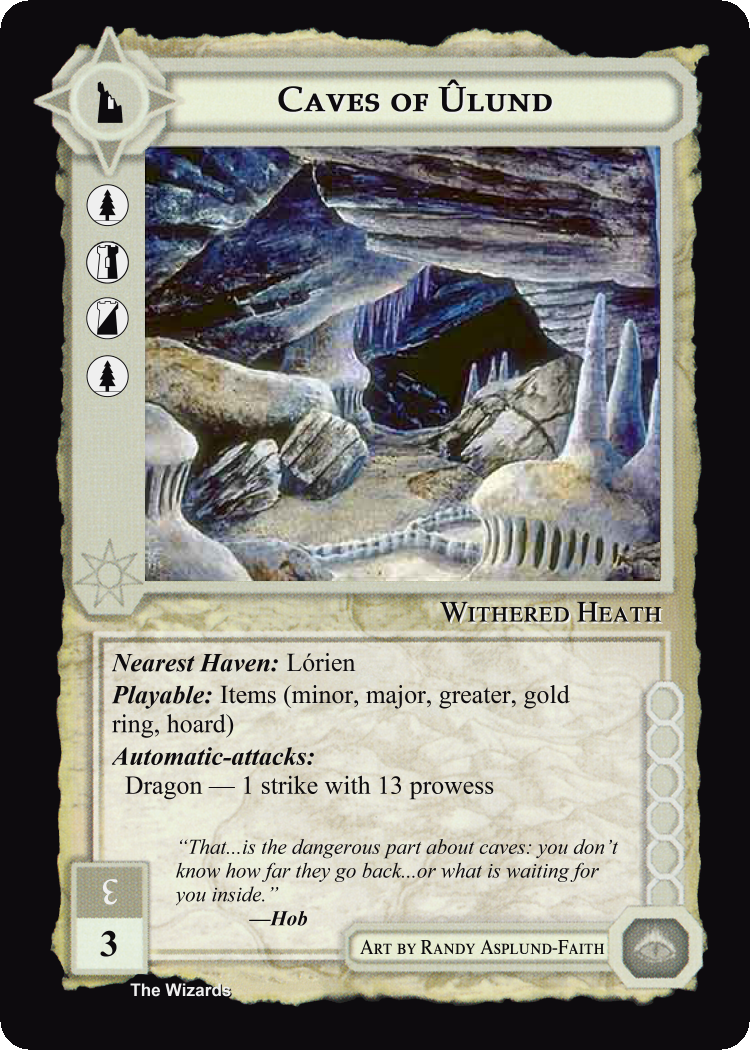 Caves of Ûlund
Withered Heath
Nearest Haven: Lórien
Playable: Items (minor, major, greater, gold
ring, hoard)
Automatic-attacks:
Dragon — 1 strike with 13 prowess
“That...is the dangerous part about caves: you don’t
know how far they go back...or what is waiting for
you inside.”
—Hob
ε
3
Art by Randy Asplund-Faith
The Wizards